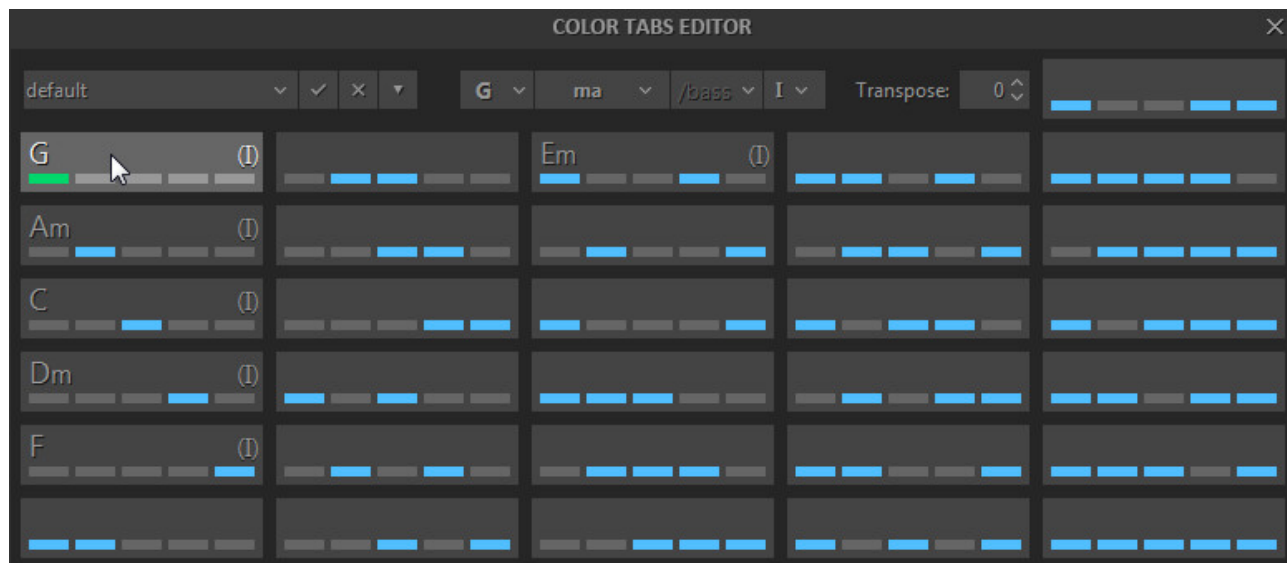 COLOR TABS EDITOR
default G ma /bass I Transpose: 0
G (I) Em (I)
Am (I)
C (I)
Dm (I)
F (I)